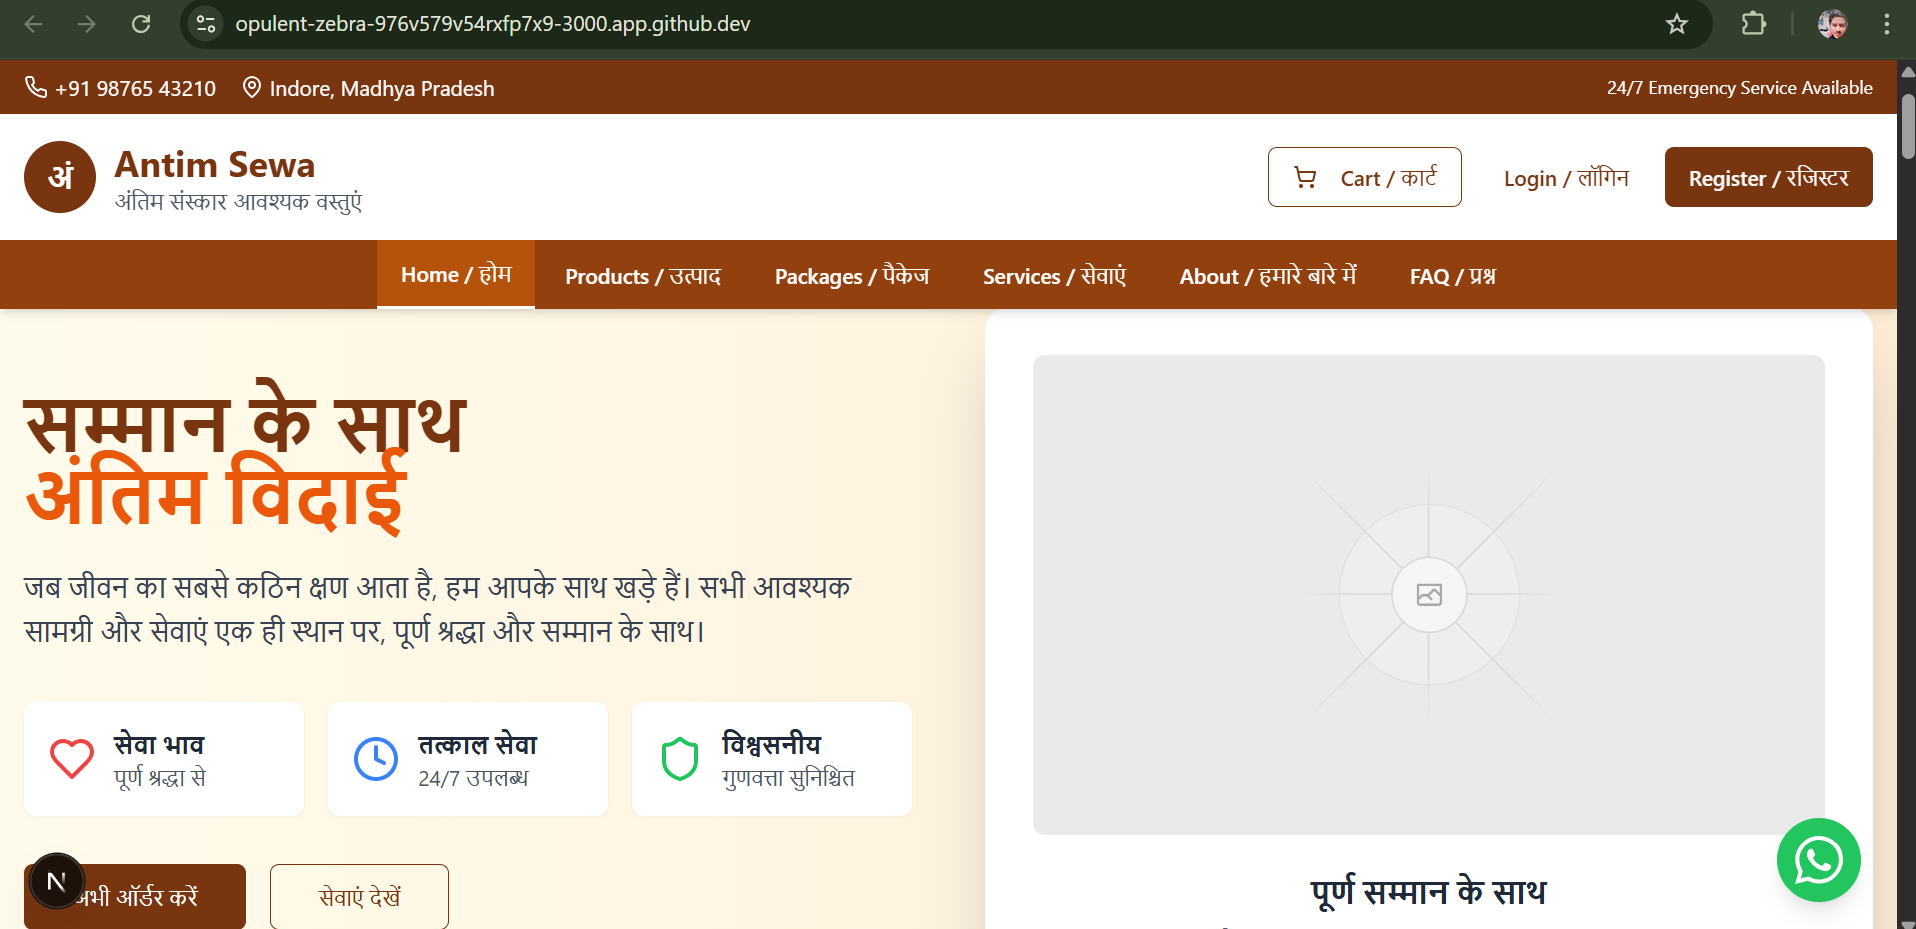 opulent-zebra-976v579v54rxfp7x9-3000.app.github.dev
+91 98765 43210
Indore, Madhya Pradesh
24/7 Emergency Service Available
अं
Antim Sewa
अंतिम संस्कार आवश्यक वस्तुएं
Cart / कार्ट
Login / लॉगिन
Register / रजिस्टर
Home / होम
Products / उत्पाद
Packages / पैकेज
Services / सेवाएं
About / हमारे बारे में
FAQ / प्रश्न
सम्मान के साथ
अंतिम विदाई
जब जीवन का सबसे कठिन क्षण आता है, हम आपके साथ खड़े हैं। सभी आवश्यक
सामग्री और सेवाएं एक ही स्थान पर, पूर्ण श्रद्धा और सम्मान के साथ।
सेवा भाव
पूर्ण श्रद्धा से
तत्काल सेवा
24/7 उपलब्ध
विश्वसनीय
गुणवत्ता सुनिश्चित
N
अभी ऑर्डर करें
सेवाएं देखें
पूर्ण सम्मान के साथ